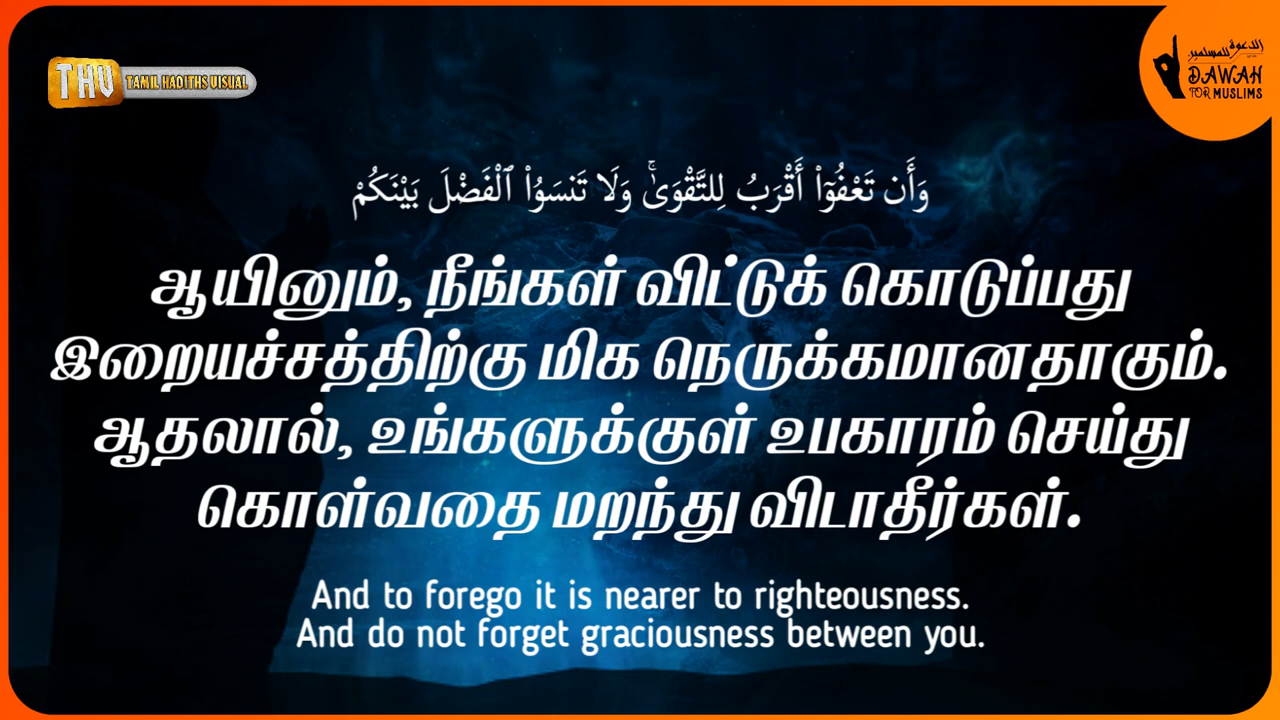 THV
TAMIL HADITHS VISUAL
الدعوة للمسلمين
DAWAH
FOR MUSLIMS
وَأَن تَعْفُوٓا۟ أَقْرَبُ لِلتَّقْوَىٰ ۚ وَلَا تَنسَوُا۟ ٱلْفَضْلَ بَيْنَكُمْ
ஆயினும், நீங்கள் விட்டுக் கொடுப்பது
இறையச்சத்திற்கு மிக நெருக்கமானதாகும்.
ஆதலால், உங்களுக்குள் உபகாரம் செய்து
கொள்வதை மறந்து விடாதீர்கள்.
And to forego it is nearer to righteousness.
And do not forget graciousness between you.